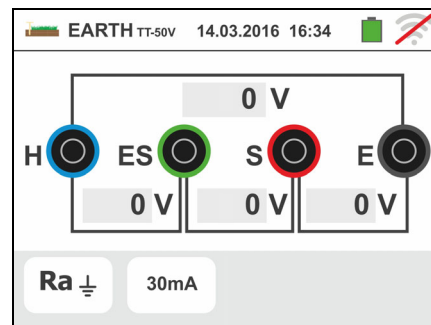 EARTH TT-50V 14.03.2016 16:34
0 V
H ES S E
0 V 0 V 0 V
Ra 30mA